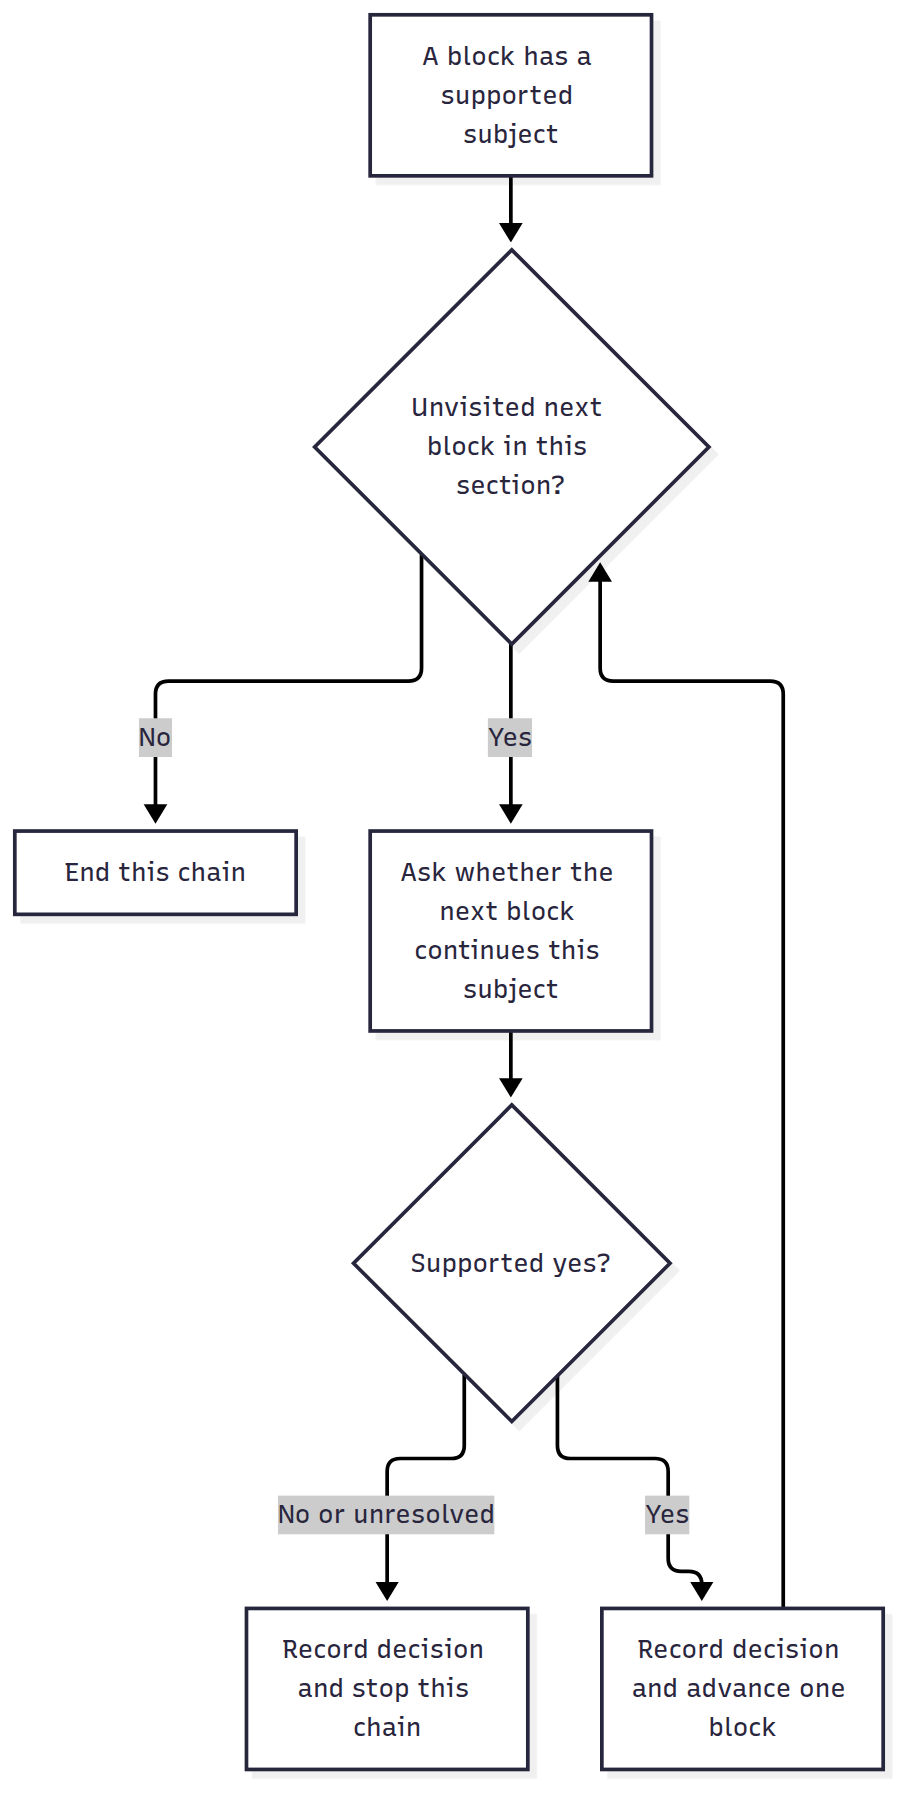 A block has a
supported
subject
Unvisited next
block in this
section?
No
Yes
End this chain
Ask whether the
next block
continues this
subject
Supported yes?
No or unresolved
Yes
Record decision
and stop this
chain
Record decision
and advance one
block